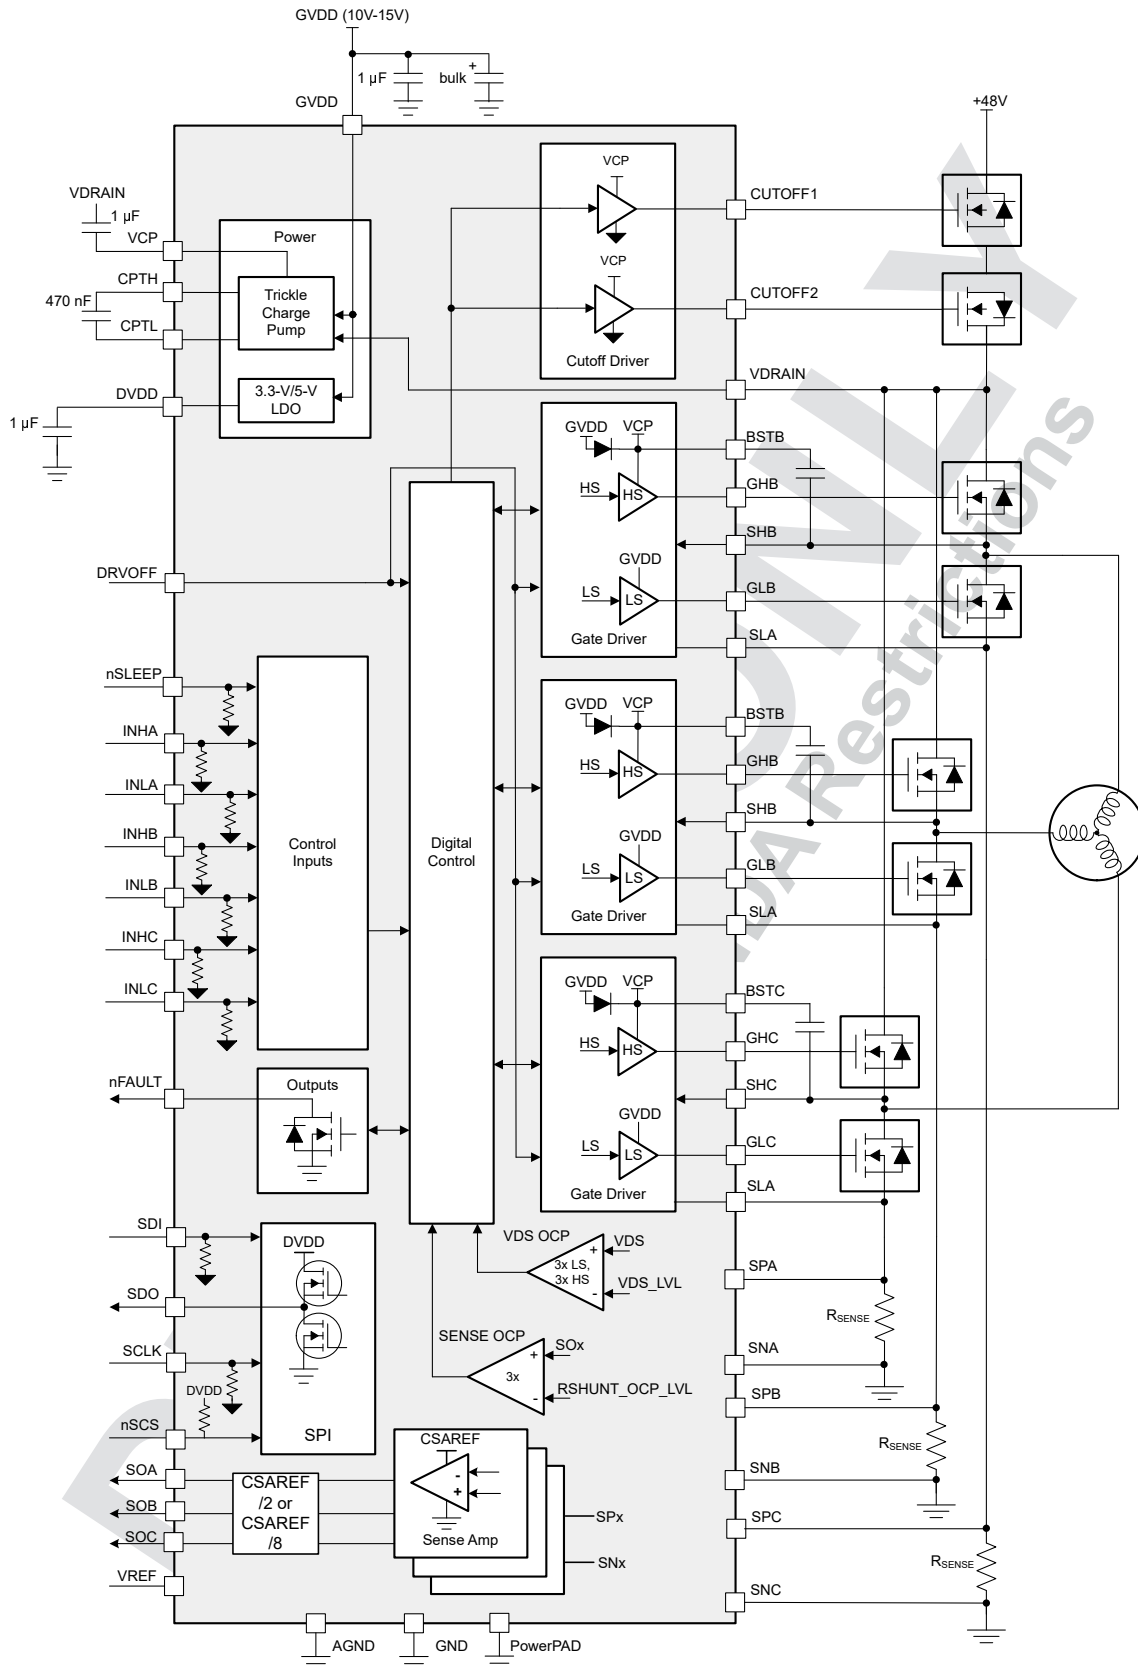 GVDD (10V-15V)
1 µF
bulk
+
GVDD
+48V
VDRAIN
1 µF
VCP
CPTH
470 nF
CPTL
DVDD
1 µF
Power
Trickle
Charge
Pump
3.3-V/5-V
LDO
VCP
VCP
Cutoff Driver
CUTOFF1
CUTOFF2
VDRAIN
GVDD
VCP
HS
HS
GVDD
LS
LS
Gate Driver
BSTB
GHB
SHB
GLB
SLA
DRVOFF
nSLEEP
INHA
INLA
INHB
INLB
INHC
INLC
Control
Inputs
Digital
Control
GVDD
VCP
HS
HS
GVDD
LS
LS
Gate Driver
BSTB
GHB
SHB
GLB
SLA
GVDD
VCP
HS
HS
GVDD
LS
LS
Gate Driver
BSTC
GHC
SHC
GLC
SLA
nFAULT
Outputs
SDI
SDO
SCLK
DVDD
nSCS
DVDD
SPI
VDS OCP
3x LS,
3x HS
+
-
VDS
VDS_LVL
SENSE OCP
3x
+
-
SOx
RSHUNT_OCP_LVL
SPA
RSENSE
SNA
SPB
RSENSE
SNB
SPC
RSENSE
SNC
SOA
SOB
SOC
VREF
CSAREF
/2 or
CSAREF
/8
CSAREF
-
+
Sense Amp
SPx
SNx
AGND
GND
PowerPAD
ONLY
NDA Restrictions